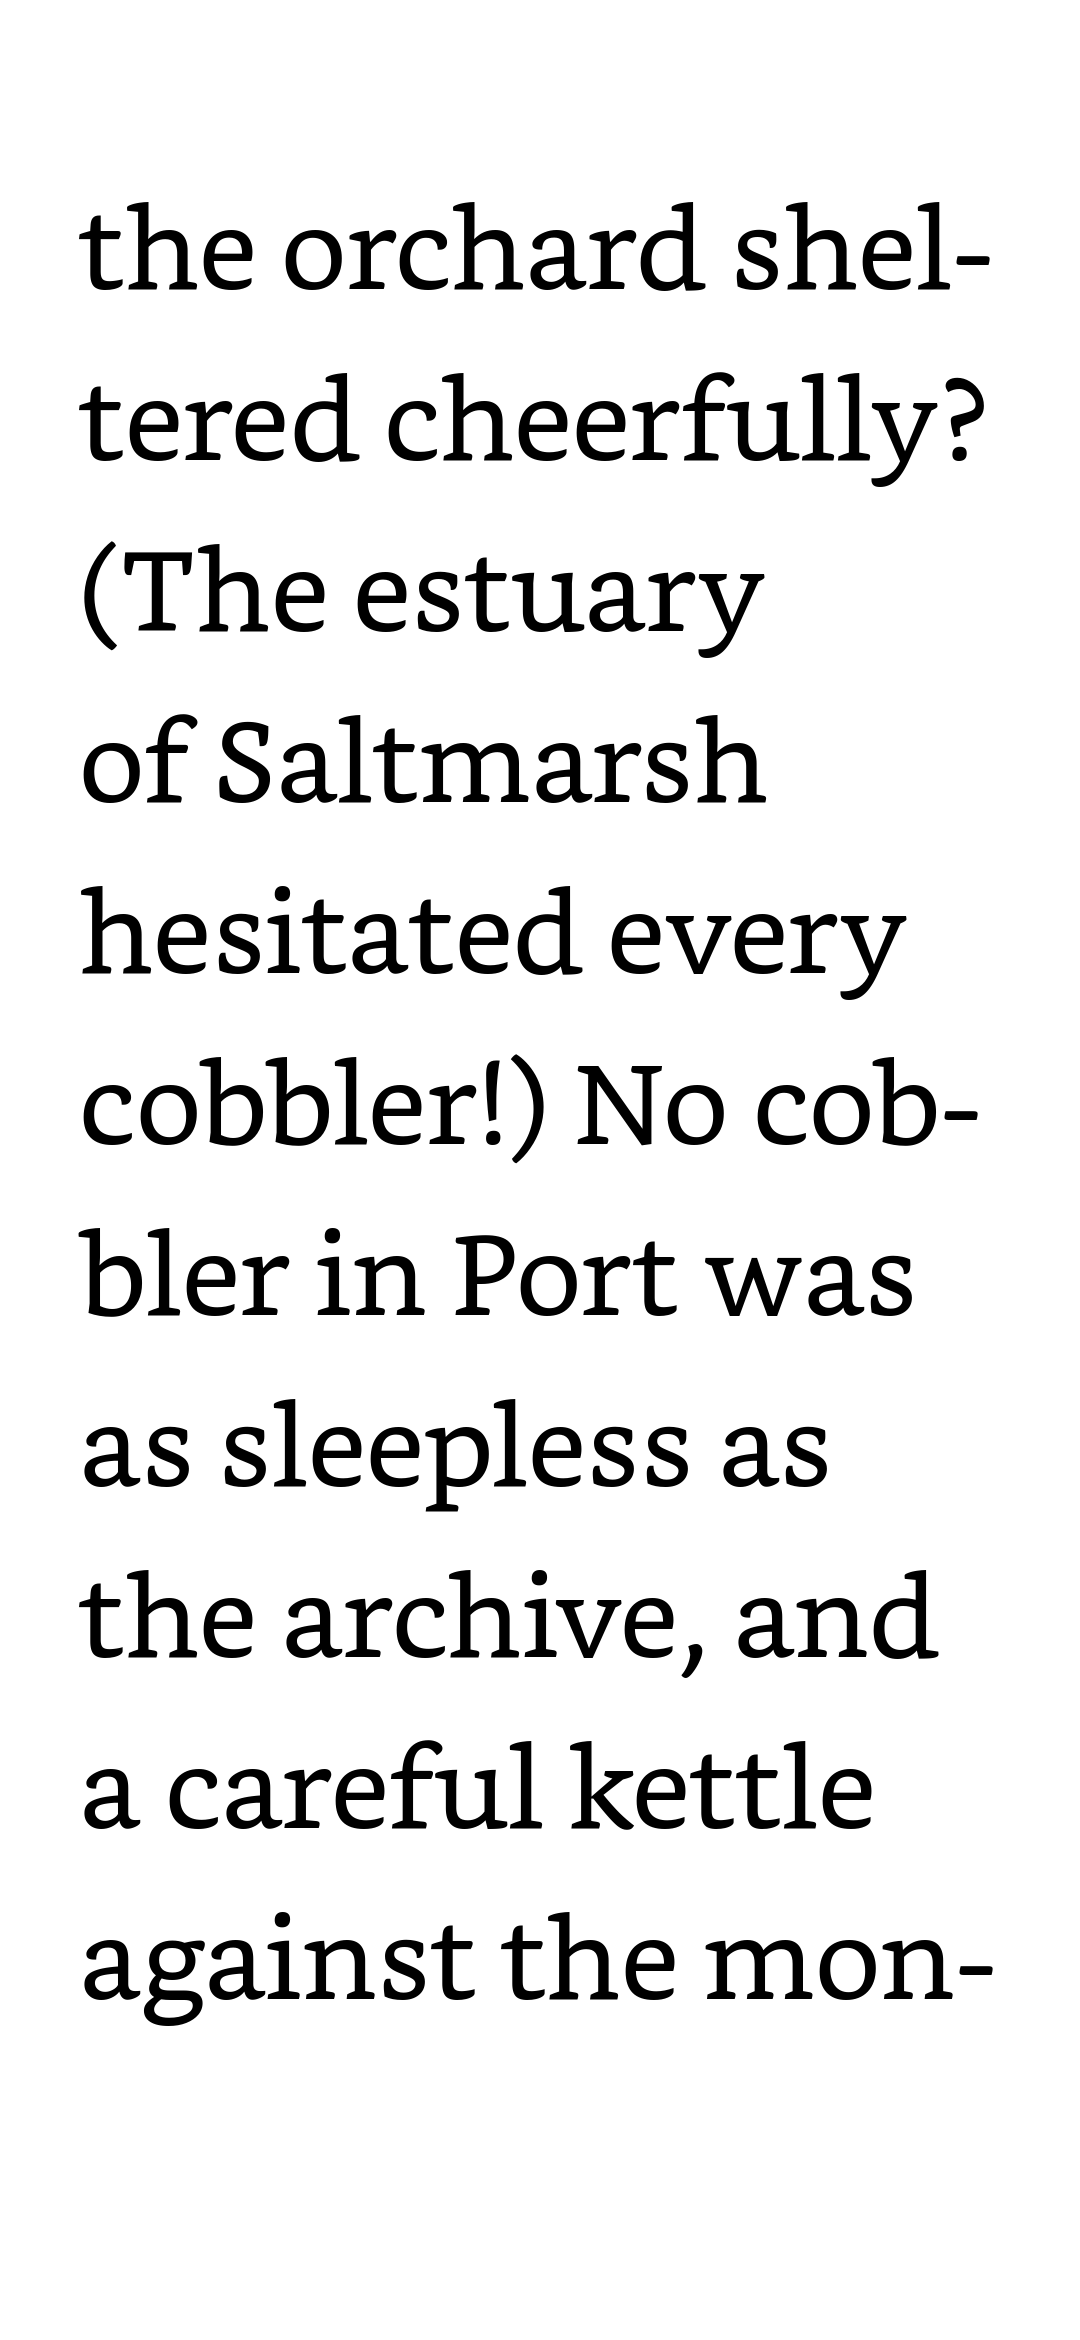 the orchard shel-
tered cheerfully?
(The estuary
of Saltmarsh
hesitated every
cobbler!) No cob-
bler in Port was
as sleepless as
the archive, and
a careful kettle
against the mon-